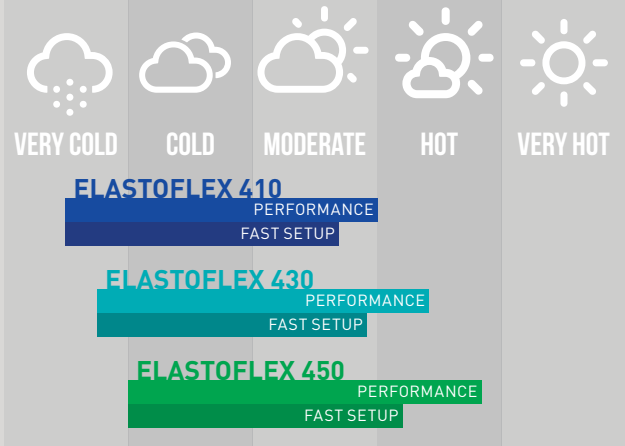 VERY COLD COLD MODERATE HOT VERY HOT
ELASTOFLEX 410
PERFORMANCE
FAST SETUP
ELASTOFLEX 430
PERFORMANCE
FAST SETUP
ELASTOFLEX 450
PERFORMANCE
FAST SETUP